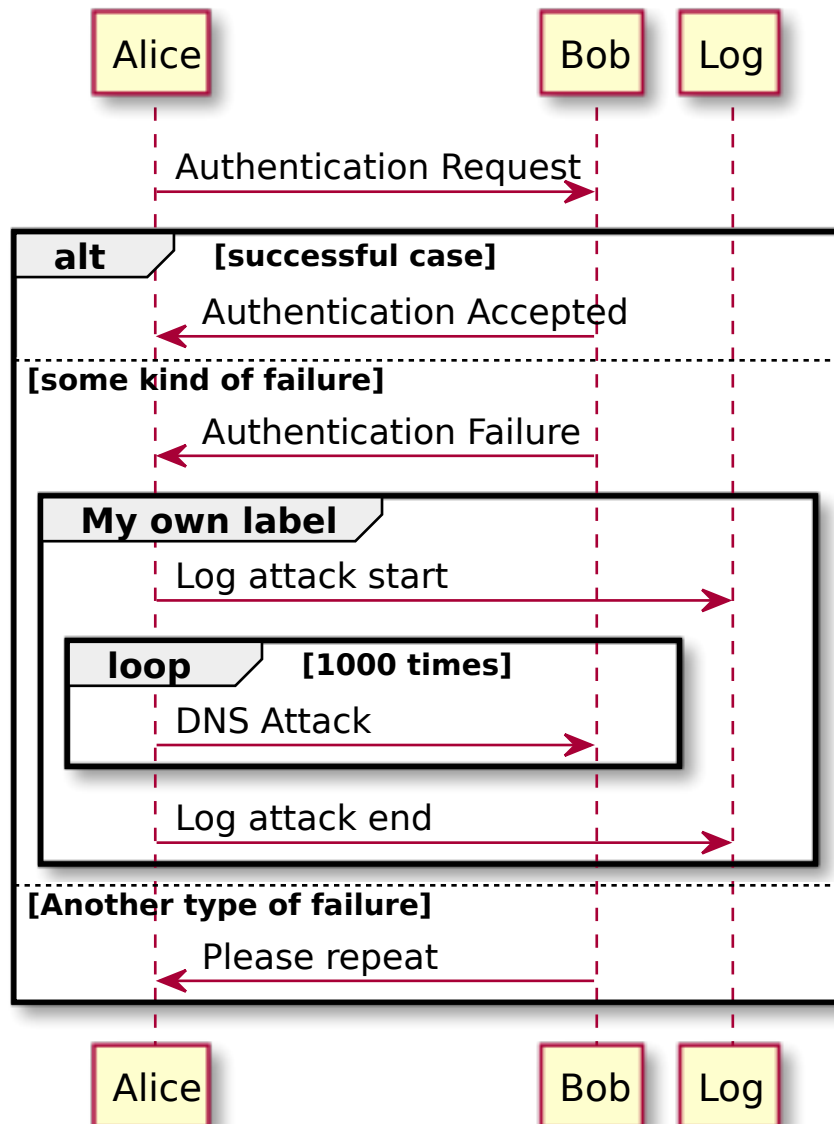 Alice Bob Log
Authentication Request
alt [successful case]
Authentication Accepted
[some kind of failure]
Authentication Failure
My own label
Log attack start
loop [1000 times]
DNS Attack
Log attack end
[Another type of failure]
Please repeat
Alice Bob Log